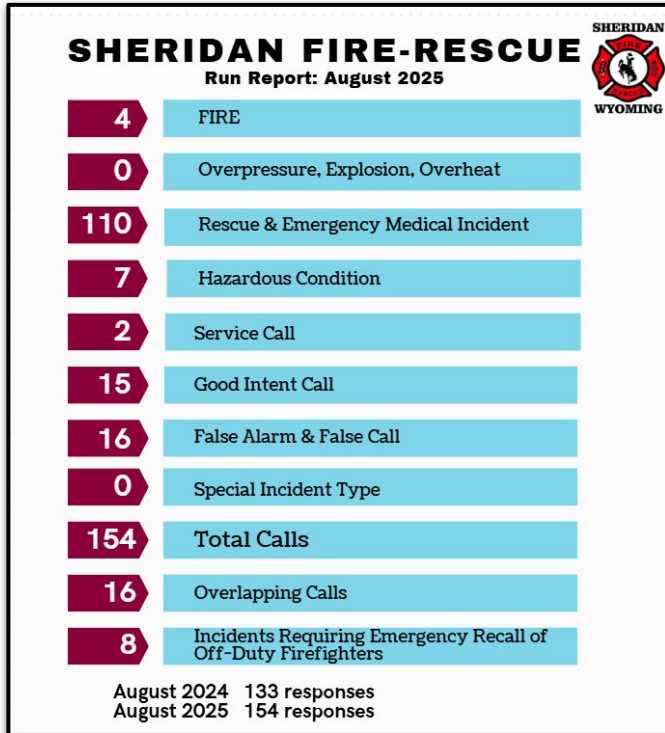 SHERIDAN FIRE-RESCUE
Run Report: August 2025
SHERIDAN
FIRE
RESCUE
WYOMING
4 FIRE
0 Overpressure, Explosion, Overheat
110 Rescue & Emergency Medical Incident
7 Hazardous Condition
2 Service Call
15 Good Intent Call
16 False Alarm & False Call
0 Special Incident Type
154 Total Calls
16 Overlapping Calls
8 Incidents Requiring Emergency Recall of
Off-Duty Firefighters
August 2024 133 responses
August 2025 154 responses